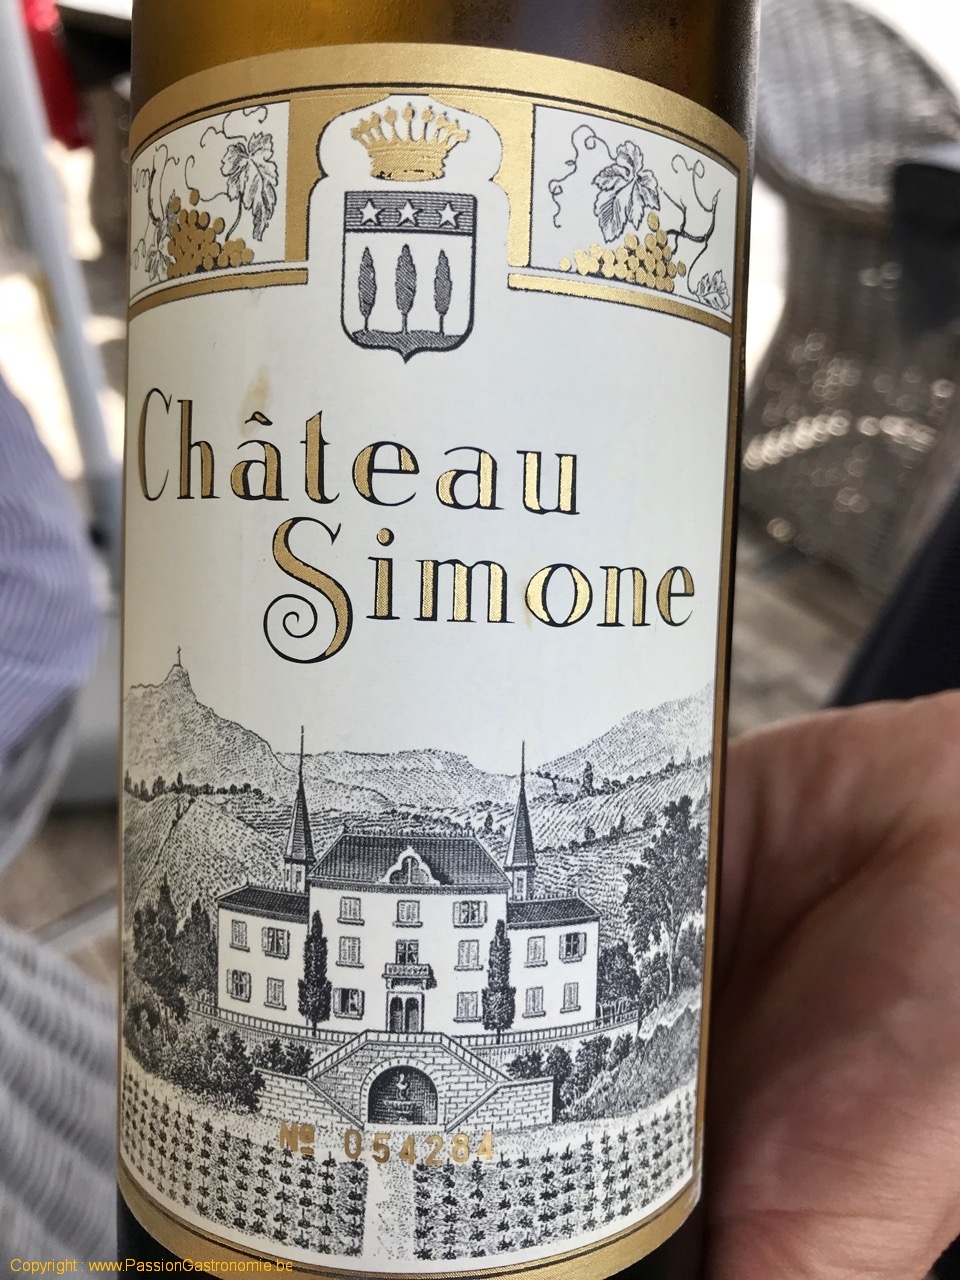 Château
Simone
Nº 054284
Copyright : www.PassionGastronomie.be